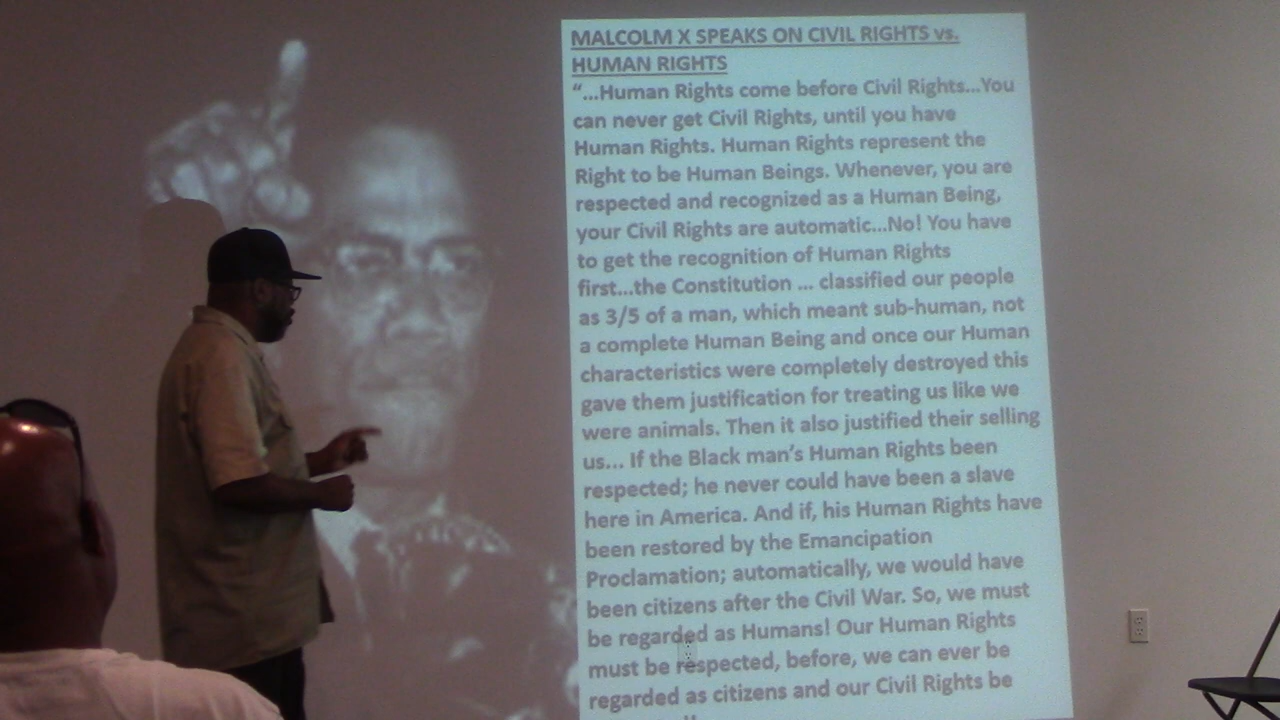 MALCOLM X SPEAKS ON CIVIL RIGHTS vs.
HUMAN RIGHTS
“...Human Rights come before Civil Rights...You
can never get Civil Rights, until you have
Human Rights. Human Rights represent the
Right to be Human Beings. Whenever, you are
respected and recognized as a Human Being,
your Civil Rights are automatic...No! You have
to get the recognition of Human Rights
first...the Constitution ... classified our people
as 3/5 of a man, which meant sub-human, not
a complete Human Being and once our Human
characteristics were completely destroyed this
gave them justification for treating us like we
were animals. Then it also justified their selling
us... If the Black man’s Human Rights been
respected; he never could have been a slave
here in America. And if, his Human Rights have
been restored by the Emancipation
Proclamation; automatically, we would have
been citizens after the Civil War. So, we must
be regarded as Humans! Our Human Rights
must be respected, before, we can ever be
regarded as citizens and our Civil Rights be